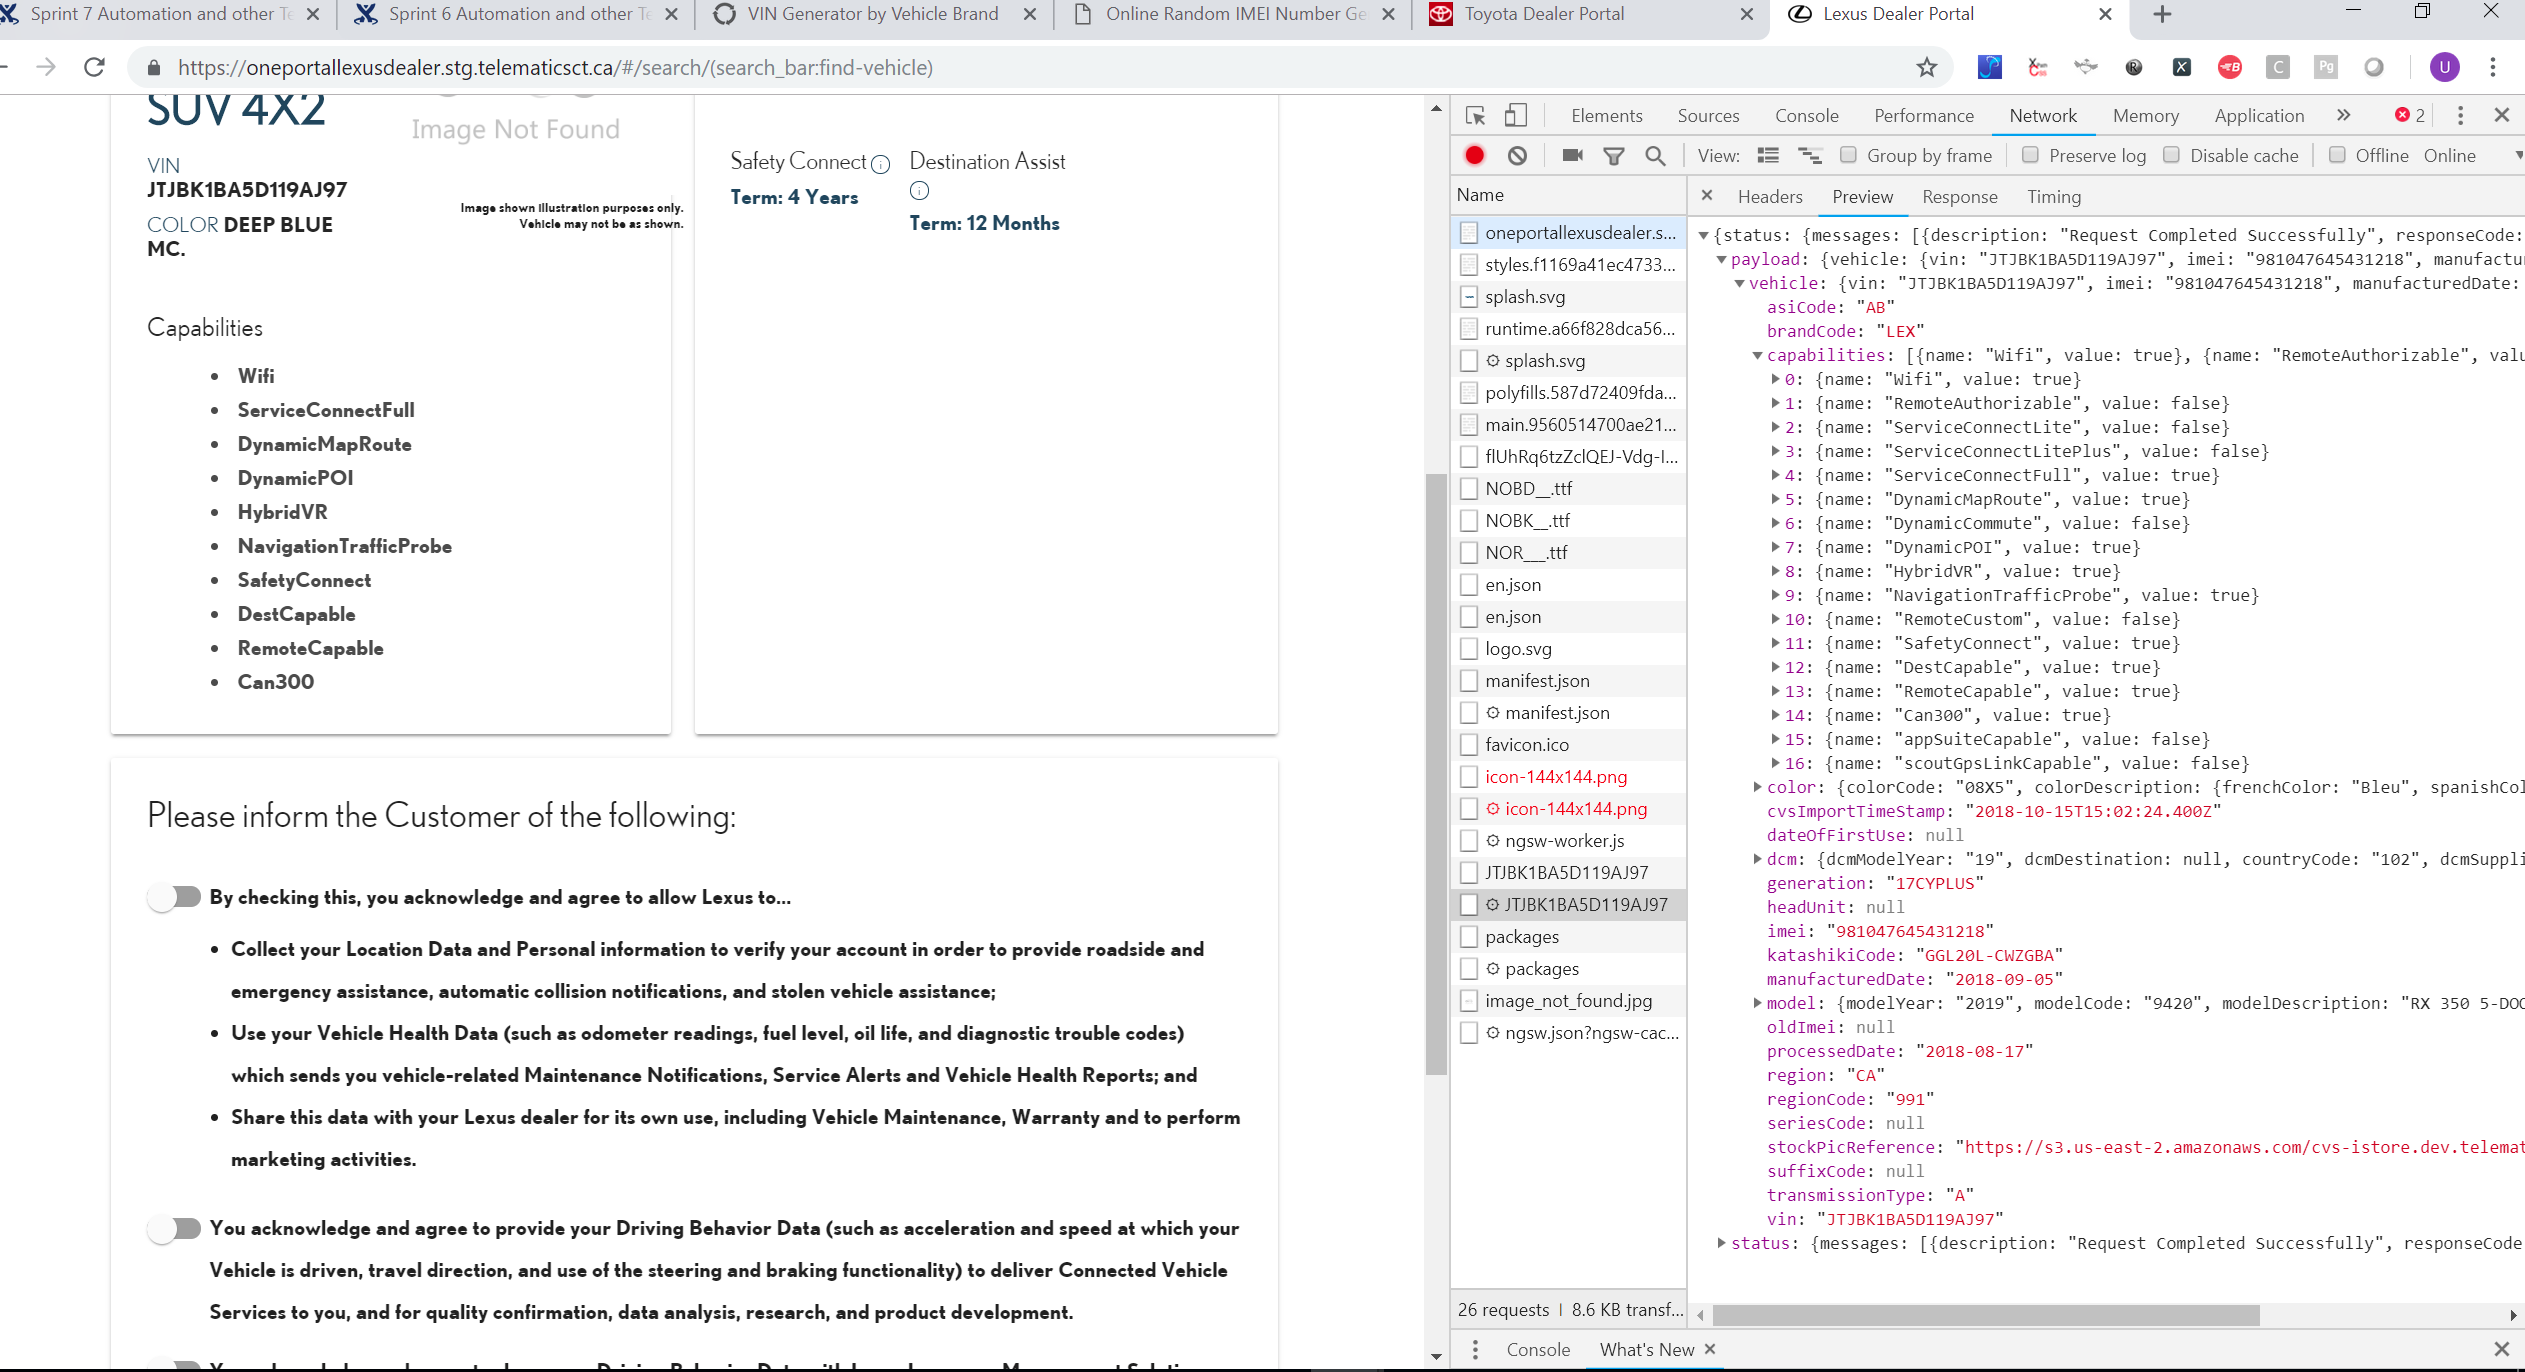 Sprint 7 Automation and other Te
Sprint 6 Automation and other Te
VIN Generator by Vehicle Brand
Online Random IMEI Number Ge
Toyota Dealer Portal
Lexus Dealer Portal
https://oneportallexusdealer.stg.telematicsct.ca/#/search/(search_bar:find-vehicle)
SUV 4X2
Image Not Found
VIN
JTJBK1BA5D119AJ97
COLOR DEEP BLUE
MC.
Image shown illustration purposes only.
Vehicle may not be as shown.
Capabilities
• Wifi
• ServiceConnectFull
• DynamicMapRoute
• DynamicPOI
• HybridVR
• NavigationTrafficProbe
• SafetyConnect
• DestCapable
• RemoteCapable
• Can300
Safety Connect
Term: 4 Years
Destination Assist
Term: 12 Months
Please inform the Customer of the following:
By checking this, you acknowledge and agree to allow Lexus to...
• Collect your Location Data and Personal information to verify your account in order to provide roadside and
emergency assistance, automatic collision notifications, and stolen vehicle assistance;
• Use your Vehicle Health Data (such as odometer readings, fuel level, oil life, and diagnostic trouble codes)
which sends you vehicle-related Maintenance Notifications, Service Alerts and Vehicle Health Reports; and
• Share this data with your Lexus dealer for its own use, including Vehicle Maintenance, Warranty and to perform
marketing activities.
You acknowledge and agree to provide your Driving Behavior Data (such as acceleration and speed at which your
Vehicle is driven, travel direction, and use of the steering and braking functionality) to deliver Connected Vehicle
Services to you, and for quality confirmation, data analysis, research, and product development.
Elements Sources Console Performance Network Memory Application » 2
View: Group by frame Preserve log Disable cache Offline Online
Name
oneportallexusdealer.s...
styles.f1169a41ec4733...
splash.svg
runtime.a66f828dca56...
splash.svg
polyfills.587d72409fda...
main.9560514700ae21...
flUhRq6tzZclQEJ-Vdg-I...
NOBD__.ttf
NOBK__.ttf
NOR___.ttf
en.json
en.json
logo.svg
manifest.json
manifest.json
favicon.ico
icon-144x144.png
icon-144x144.png
ngsw-worker.js
JTJBK1BA5D119AJ97
JTJBK1BA5D119AJ97
packages
packages
image_not_found.jpg
ngsw.json?ngsw-cac...
26 requests | 8.6 KB transf...
Headers Preview Response Timing
{status: {messages: [{description: "Request Completed Successfully", responseCode:
payload: {vehicle: {vin: "JTJBK1BA5D119AJ97", imei: "981047645431218", manufactu
vehicle: {vin: "JTJBK1BA5D119AJ97", imei: "981047645431218", manufacturedDate:
asiCode: "AB"
brandCode: "LEX"
capabilities: [{name: "Wifi", value: true}, {name: "RemoteAuthorizable", valu
0: {name: "Wifi", value: true}
1: {name: "RemoteAuthorizable", value: false}
2: {name: "ServiceConnectLite", value: false}
3: {name: "ServiceConnectLitePlus", value: false}
4: {name: "ServiceConnectFull", value: true}
5: {name: "DynamicMapRoute", value: true}
6: {name: "DynamicCommute", value: false}
7: {name: "DynamicPOI", value: true}
8: {name: "HybridVR", value: true}
9: {name: "NavigationTrafficProbe", value: true}
10: {name: "RemoteCustom", value: false}
11: {name: "SafetyConnect", value: true}
12: {name: "DestCapable", value: true}
13: {name: "RemoteCapable", value: true}
14: {name: "Can300", value: true}
15: {name: "appSuiteCapable", value: false}
16: {name: "scoutGpsLinkCapable", value: false}
color: {colorCode: "08X5", colorDescription: {frenchColor: "Bleu", spanishCol
cvsImportTimeStamp: "2018-10-15T15:02:24.400Z"
dateOfFirstUse: null
dcm: {dcmModelYear: "19", dcmDestination: null, countryCode: "102", dcmSuppli
generation: "17CYPLUS"
headUnit: null
imei: "981047645431218"
katashikiCode: "GGL20L-CWZGBA"
manufacturedDate: "2018-09-05"
model: {modelYear: "2019", modelCode: "9420", modelDescription: "RX 350 5-DOO
oldImei: null
processedDate: "2018-08-17"
region: "CA"
regionCode: "991"
seriesCode: null
stockPicReference: "https://s3.us-east-2.amazonaws.com/cvs-istore.dev.telemat
suffixCode: null
transmissionType: "A"
vin: "JTJBK1BA5D119AJ97"
status: {messages: [{description: "Request Completed Successfully", responseCode
Console What's New